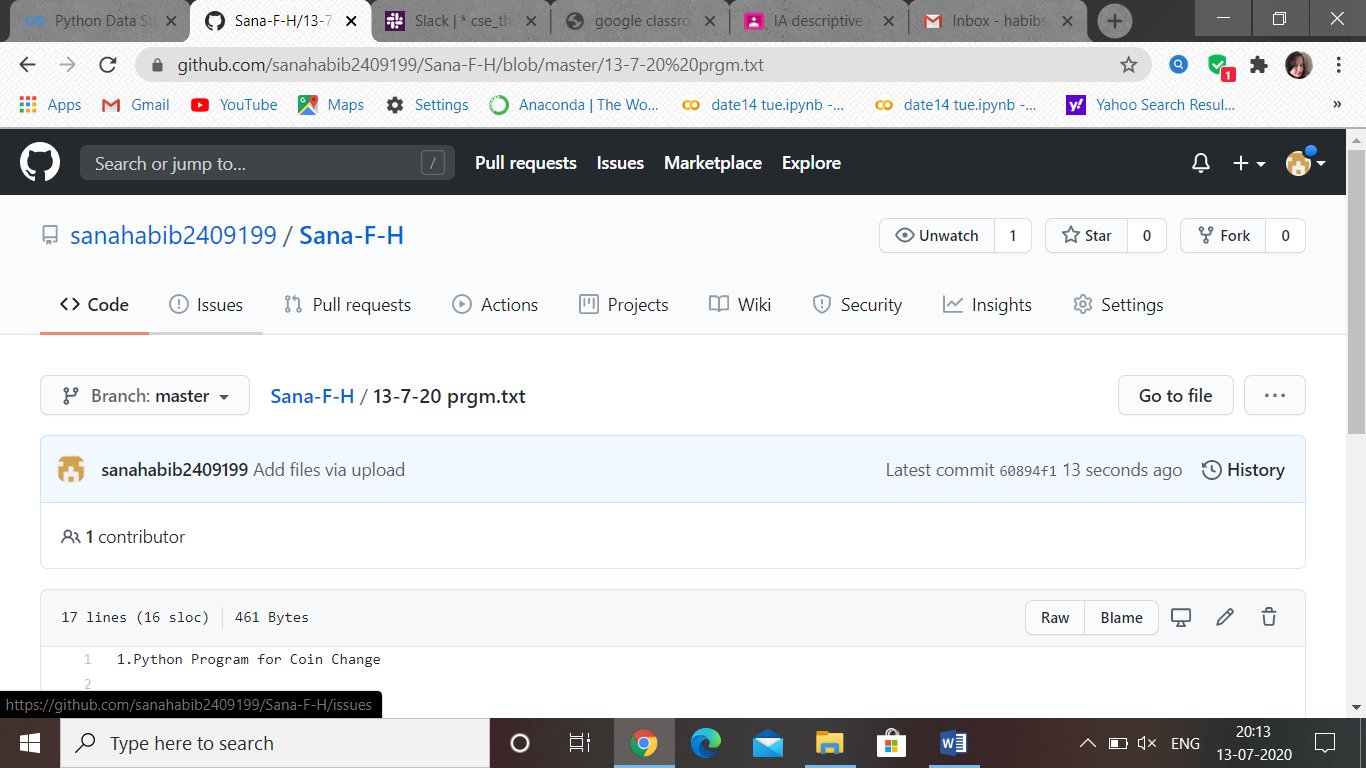 Python Data St
Sana-F-H/13-7
Slack | * cse_th
google classro
IA descriptive
Inbox - habibs
github.com/sanahabib2409199/Sana-F-H/blob/master/13-7-20%20prgm.txt
1
Apps
Gmail
YouTube
Maps
Settings
Anaconda | The Wo...
date14 tue.ipynb -...
date14 tue.ipynb -...
Yahoo Search Resul...
»
Search or jump to...
/
Pull requests
Issues
Marketplace
Explore
sanahabib2409199 / Sana-F-H
Unwatch 1
Star 0
Fork 0
Code
Issues
Pull requests
Actions
Projects
Wiki
Security
Insights
Settings
Branch: master
Sana-F-H / 13-7-20 prgm.txt
Go to file
...
sanahabib2409199 Add files via upload
Latest commit 60894f1 13 seconds ago
History
1 contributor
17 lines (16 sloc)
461 Bytes
Raw
Blame
1 1.Python Program for Coin Change
2
https://github.com/sanahabib2409199/Sana-F-H/issues
Type here to search
ENG
20:13
13-07-2020